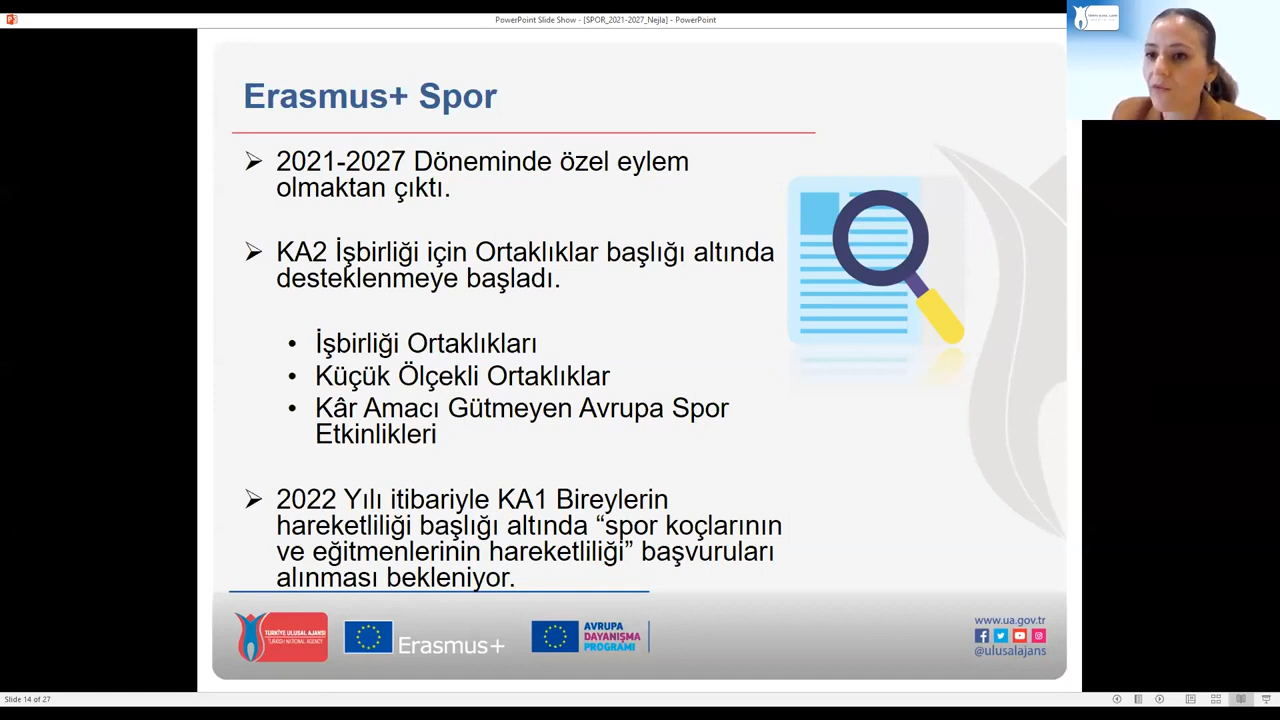 PowerPoint Slide Show - [SPOR_2021-2027_Nejla] - PowerPoint
Erasmus+ Spor
➢ 2021-2027 Döneminde özel eylem
olmaktan çıktı.
➢ KA2 İşbirliği için Ortaklıklar başlığı altında
desteklenmeye başladı.
• İşbirliği Ortaklıkları
• Küçük Ölçekli Ortaklıklar
• Kâr Amacı Gütmeyen Avrupa Spor
Etkinlikleri
➢ 2022 Yılı itibariyle KA1 Bireylerin
hareketliliği başlığı altında “spor koçlarının
ve eğitmenlerinin hareketliliği” başvuruları
alınması bekleniyor.
TÜRKİYE ULUSAL AJANSI
TURKISH NATIONAL AGENCY
Erasmus+
AVRUPA
DAYANIŞMA
PROGRAMI
www.ua.gov.tr
@ulusalajans
Slide 14 of 27